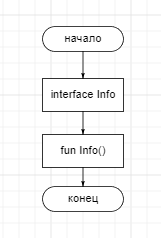 начало
interface Info
fun Info()
конец